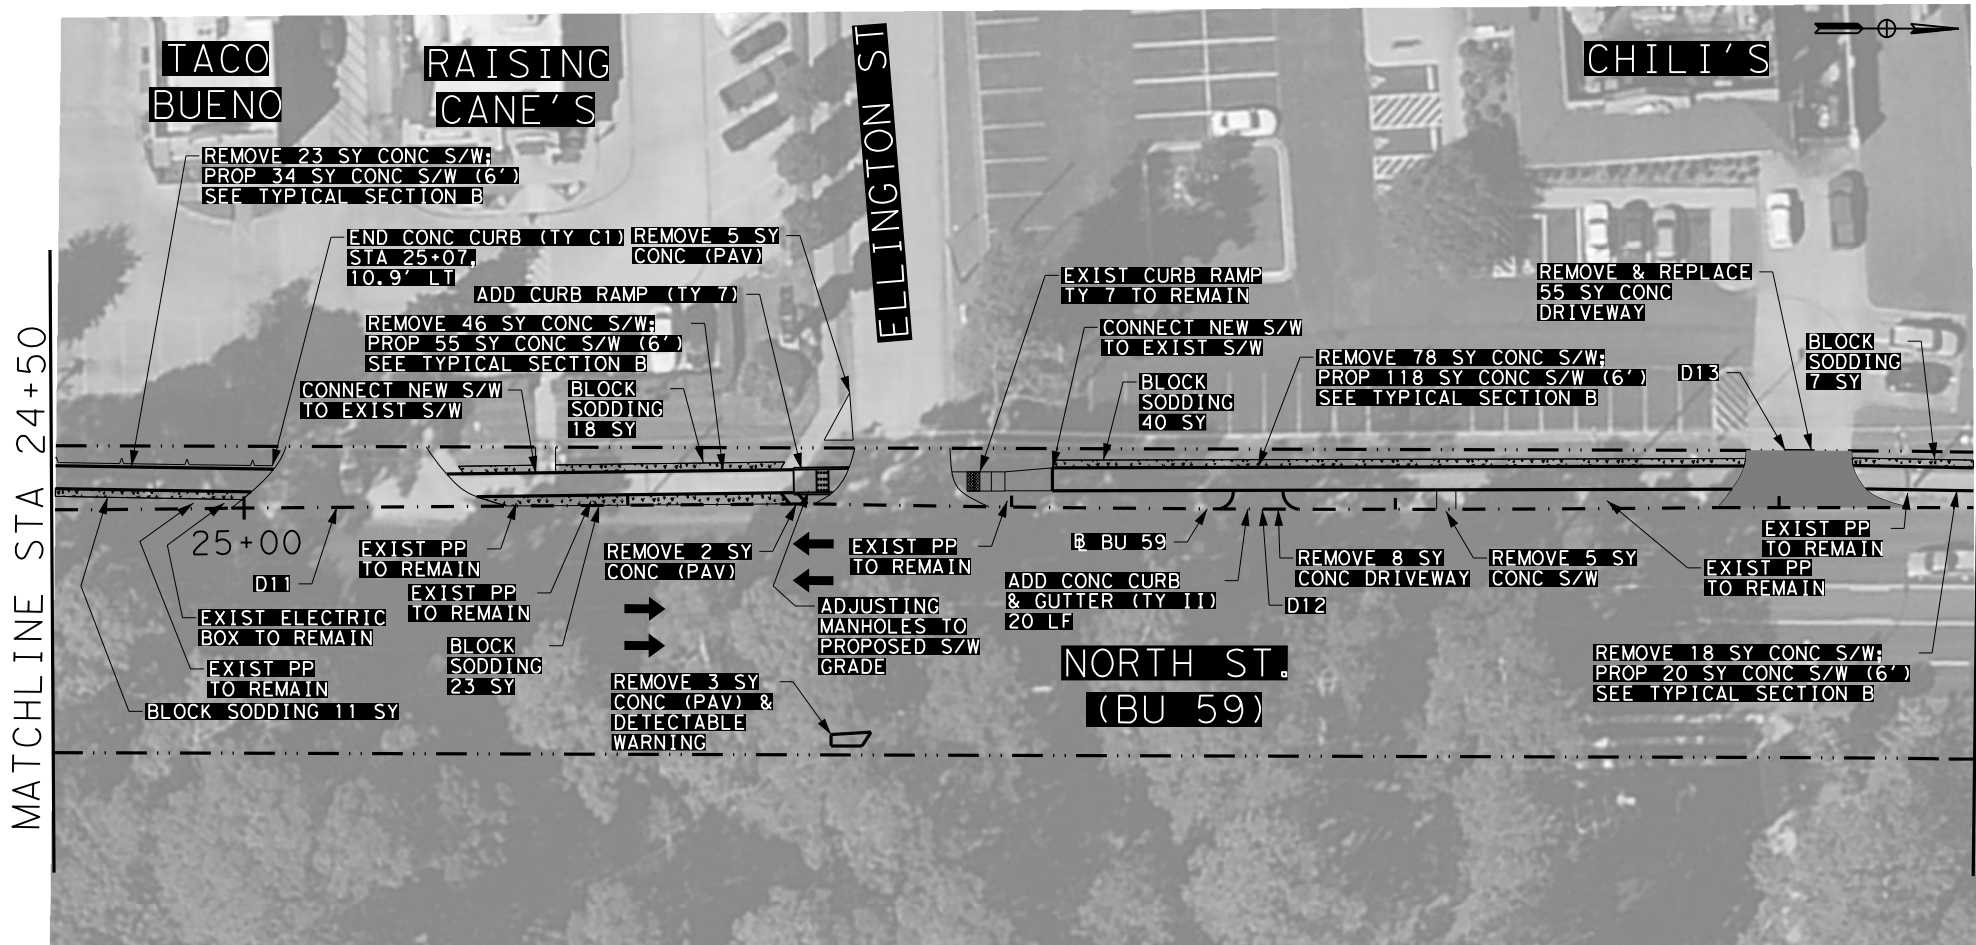 TACO
BUENO
RAISING
CANE'S
ELLINGTON ST
CHILI'S
REMOVE 23 SY CONC S/W;
PROP 34 SY CONC S/W (6')
SEE TYPICAL SECTION B
END CONC CURB (TY C1)
STA 25+07,
10.9' LT
REMOVE 5 SY
CONC (PAV)
ADD CURB RAMP (TY 7)
REMOVE 46 SY CONC S/W;
PROP 55 SY CONC S/W (6')
SEE TYPICAL SECTION B
CONNECT NEW S/W
TO EXIST S/W
BLOCK
SODDING
18 SY
EXIST CURB RAMP
TY 7 TO REMAIN
CONNECT NEW S/W
TO EXIST S/W
BLOCK
SODDING
40 SY
REMOVE 78 SY CONC S/W;
PROP 118 SY CONC S/W (6')
SEE TYPICAL SECTION B
REMOVE & REPLACE
55 SY CONC
DRIVEWAY
D13
BLOCK
SODDING
7 SY
MATCHLINE STA 24+50
25+00
D11
EXIST PP
TO REMAIN
EXIST PP
TO REMAIN
EXIST ELECTRIC
BOX TO REMAIN
EXIST PP
TO REMAIN
BLOCK SODDING 11 SY
BLOCK
SODDING
23 SY
REMOVE 2 SY
CONC (PAV)
REMOVE 3 SY
CONC (PAV) &
DETECTABLE
WARNING
ADJUSTING
MANHOLES TO
PROPOSED S/W
GRADE
EXIST PP
TO REMAIN
BL BU 59
ADD CONC CURB
& GUTTER (TY II)
20 LF
D12
REMOVE 8 SY
CONC DRIVEWAY
REMOVE 5 SY
CONC S/W
EXIST PP
TO REMAIN
EXIST PP
TO REMAIN
NORTH ST.
(BU 59)
REMOVE 18 SY CONC S/W;
PROP 20 SY CONC S/W (6')
SEE TYPICAL SECTION B